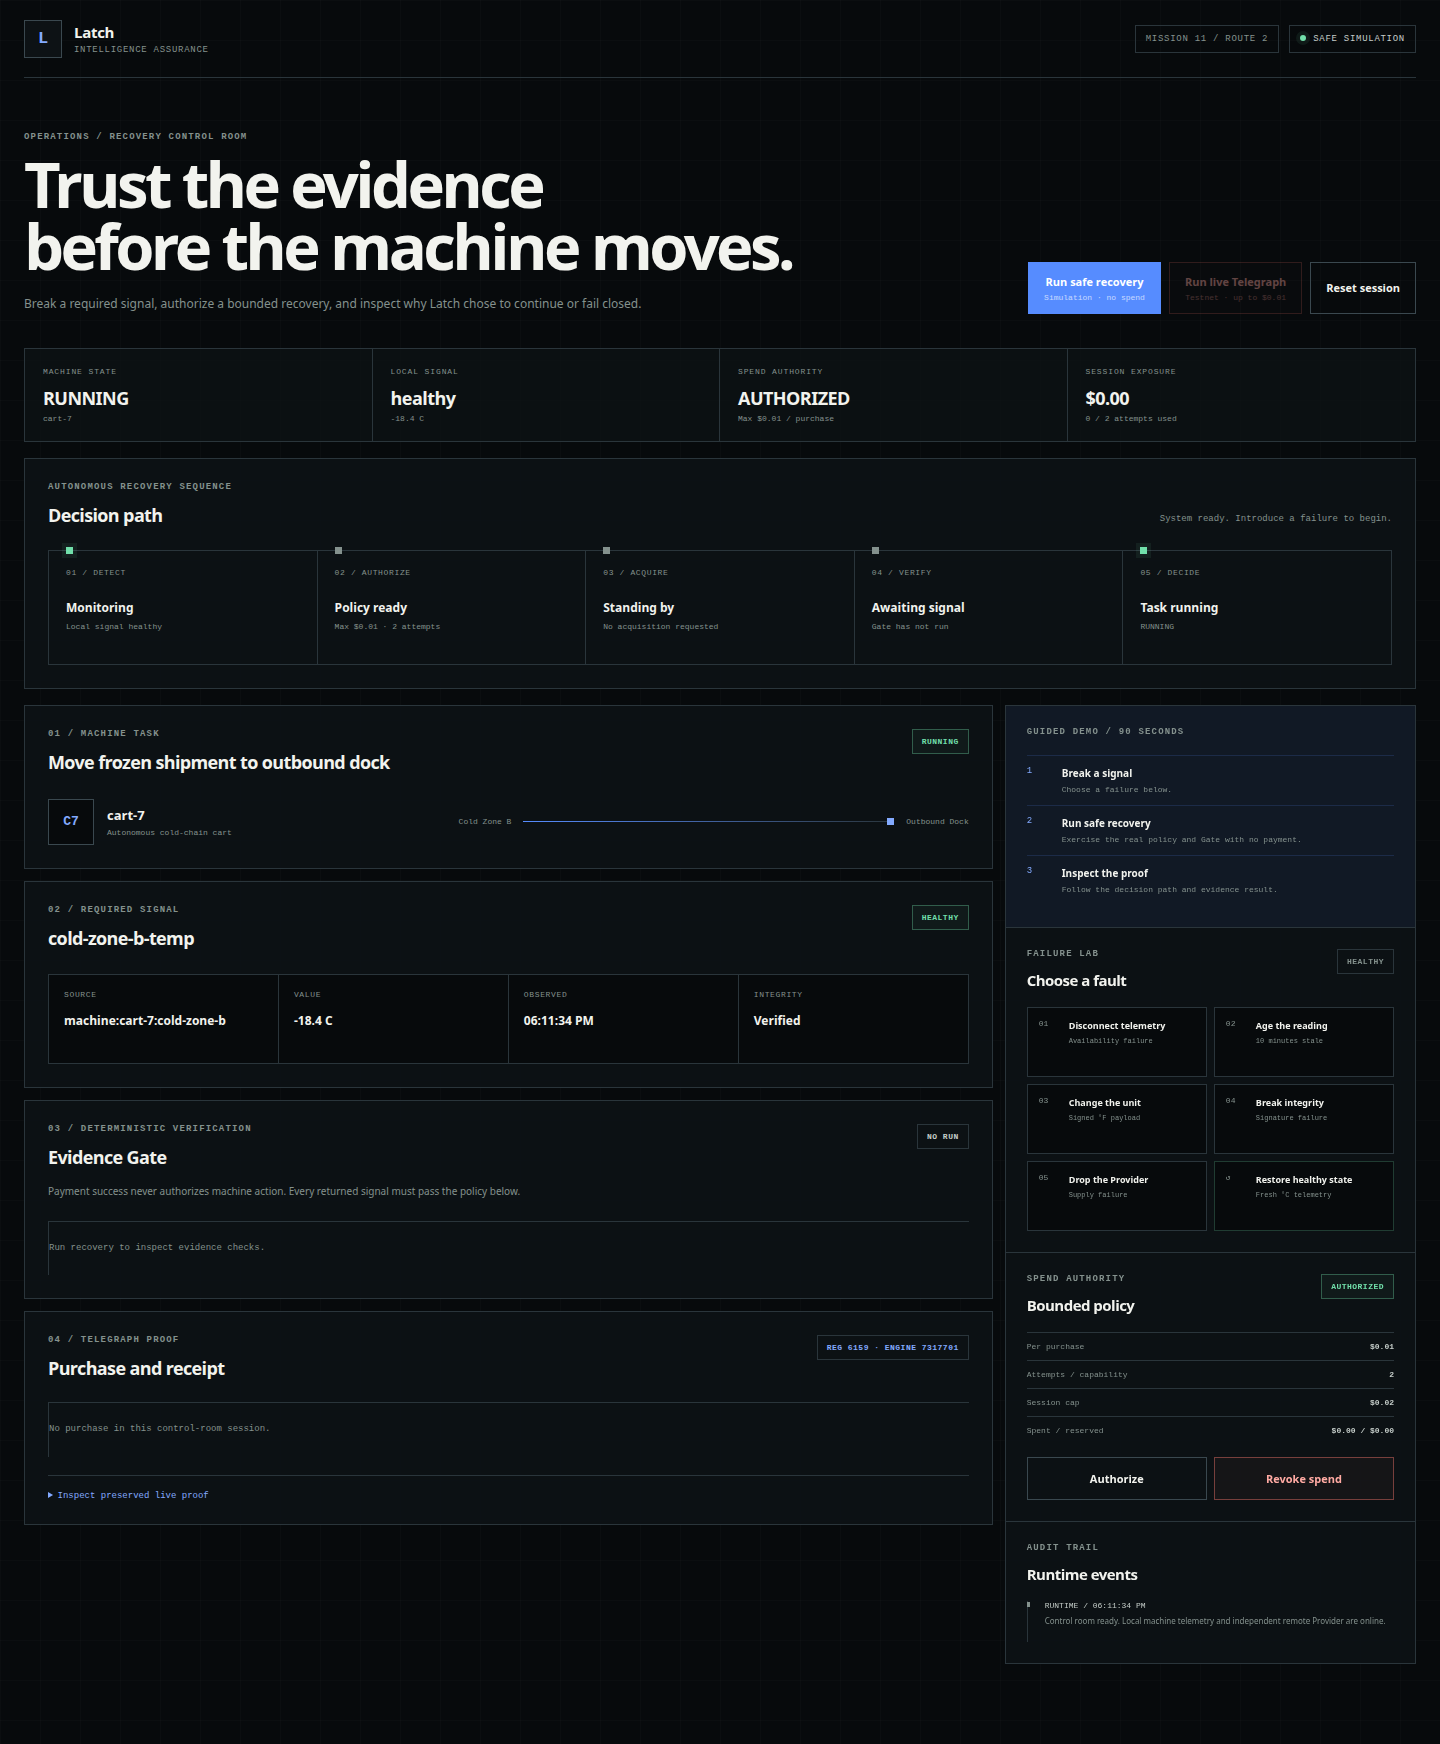 L
Latch
INTELLIGENCE ASSURANCE
MISSION 11 / ROUTE 2
SAFE SIMULATION
OPERATIONS / RECOVERY CONTROL ROOM
Trust the evidence
before the machine moves.
Break a required signal, authorize a bounded recovery, and inspect why Latch chose to continue or fail closed.
Run safe recovery
Simulation · no spend
Run live Telegraph
Testnet · up to $0.01
Reset session
MACHINE STATE
RUNNING
cart-7
LOCAL SIGNAL
healthy
-18.4 C
SPEND AUTHORITY
AUTHORIZED
Max $0.01 / purchase
SESSION EXPOSURE
$0.00
0 / 2 attempts used
AUTONOMOUS RECOVERY SEQUENCE
Decision path
System ready. Introduce a failure to begin.
01 / DETECT
Monitoring
Local signal healthy
02 / AUTHORIZE
Policy ready
Max $0.01 · 2 attempts
03 / ACQUIRE
Standing by
No acquisition requested
04 / VERIFY
Awaiting signal
Gate has not run
05 / DECIDE
Task running
RUNNING
01 / MACHINE TASK
Move frozen shipment to outbound dock
RUNNING
C7
cart-7
Autonomous cold-chain cart
Cold Zone B
Outbound Dock
02 / REQUIRED SIGNAL
cold-zone-b-temp
HEALTHY
SOURCE
machine:cart-7:cold-zone-b
VALUE
-18.4 C
OBSERVED
06:11:34 PM
INTEGRITY
Verified
03 / DETERMINISTIC VERIFICATION
Evidence Gate
NO RUN
Payment success never authorizes machine action. Every returned signal must pass the policy below.
Run recovery to inspect evidence checks.
04 / TELEGRAPH PROOF
Purchase and receipt
REG 6159 · ENGINE 7317701
No purchase in this control-room session.
Inspect preserved live proof
GUIDED DEMO / 90 SECONDS
1
Break a signal
Choose a failure below.
2
Run safe recovery
Exercise the real policy and Gate with no payment.
3
Inspect the proof
Follow the decision path and evidence result.
FAILURE LAB
Choose a fault
HEALTHY
01
Disconnect telemetry
Availability failure
02
Age the reading
10 minutes stale
03
Change the unit
Signed °F payload
04
Break integrity
Signature failure
05
Drop the Provider
Supply failure
↺
Restore healthy state
Fresh °C telemetry
SPEND AUTHORITY
Bounded policy
AUTHORIZED
Per purchase
$0.01
Attempts / capability
2
Session cap
$0.02
Spent / reserved
$0.00 / $0.00
Authorize
Revoke spend
AUDIT TRAIL
Runtime events
RUNTIME / 06:11:34 PM
Control room ready. Local machine telemetry and independent remote Provider are online.